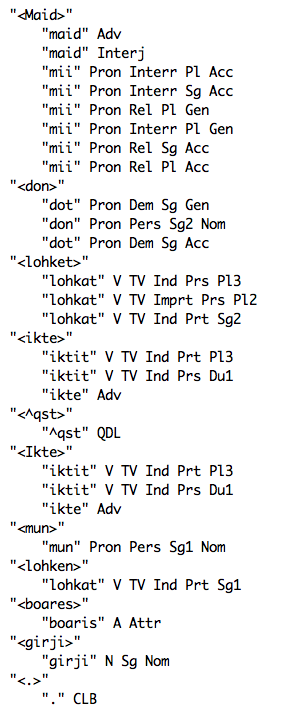 "<Maid>"
"maid" Adv
"maid" Interj
"mii" Pron Interr Pl Acc
"mii" Pron Interr Sg Acc
"mii" Pron Rel Pl Gen
"mii" Pron Interr Pl Gen
"mii" Pron Rel Sg Acc
"mii" Pron Rel Pl Acc
"<don>"
"dot" Pron Dem Sg Gen
"don" Pron Pers Sg2 Nom
"dot" Pron Dem Sg Acc
"<lohket>"
"lohkat" V TV Ind Prs Pl3
"lohkat" V TV Imprt Prs Pl2
"lohkat" V TV Ind Prt Sg2
"<ikte>"
"iktit" V TV Ind Prt Pl3
"iktit" V TV Ind Prs Du1
"ikte" Adv
"<^qst>"
"^qst" QDL
"<Ikte>"
"iktit" V TV Ind Prt Pl3
"iktit" V TV Ind Prs Du1
"ikte" Adv
"<mun>"
"mun" Pron Pers Sg1 Nom
"<lohken>"
"lohkat" V TV Ind Prt Sg1
"<boares>"
"boaris" A Attr
"<girji>"
"girji" N Sg Nom
"<.>"
"." CLB